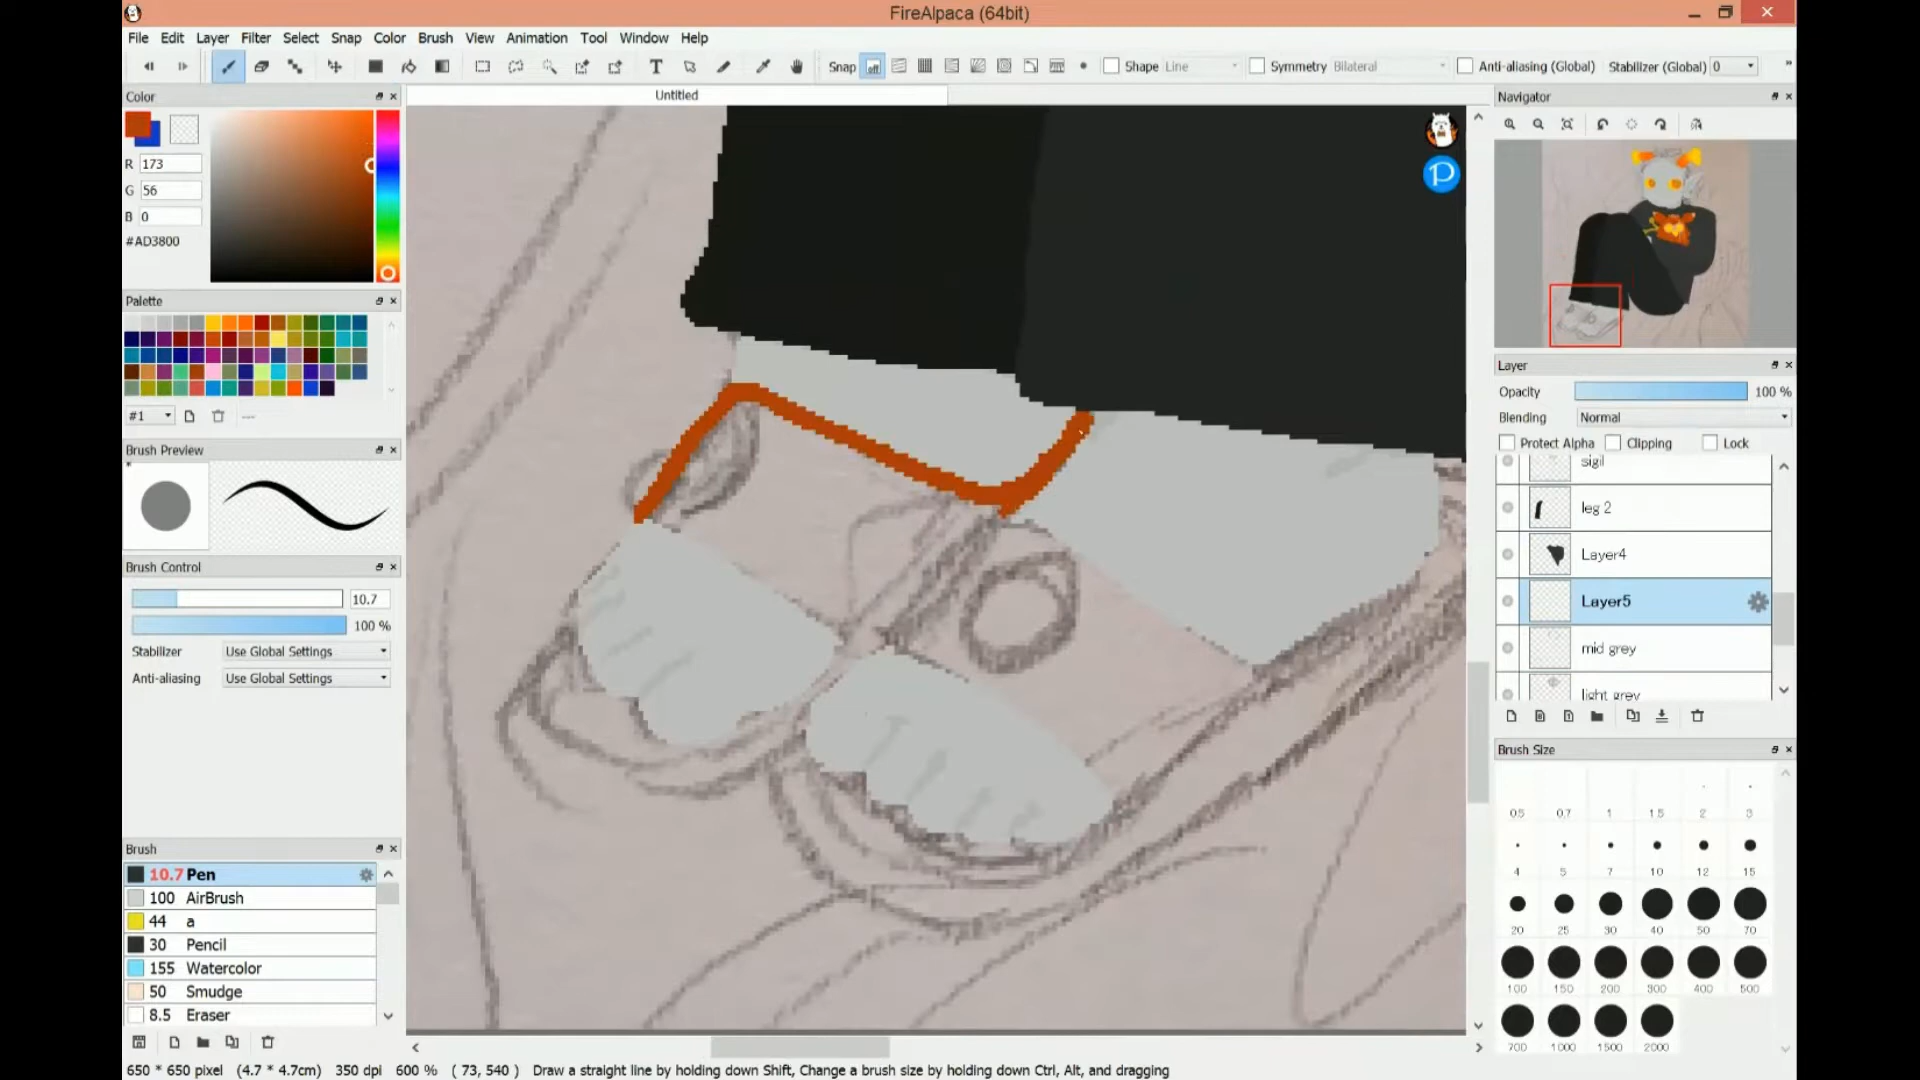 FireAlpaca (64bit)
File Edit Layer Filter Select Snap Color Brush View Animation Tool Window Help
Snap off Shape Line Symmetry Bilateral Anti-aliasing (Global) Stabilizer (Global) 0
Color
Untitled
Navigator
R 173
G 56
B 0
#AD3800
Palette
#1
Layer
Opacity 100 %
Blending Normal
Protect Alpha Clipping Lock
Brush Preview
sigil
leg 2
Layer4
Layer5
mid grey
light grey
Brush Control
10.7
100 %
Stabilizer Use Global Settings
Anti-aliasing Use Global Settings
Brush Size
0.5 0.7 1 1.5 2 3
4 5 7 10 12 15
20 25 30 40 50 70
100 150 200 300 400 500
700 1000 1500 2000
Brush
10.7 Pen
100 AirBrush
44 a
30 Pencil
155 Watercolor
50 Smudge
8.5 Eraser
650 * 650 pixel (4.7 * 4.7cm) 350 dpi 600 % ( 73, 540 ) Draw a straight line by holding down Shift, Change a brush size by holding down Ctrl, Alt, and dragging